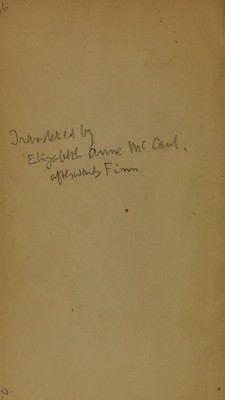 Translated by
Elizabeth Anne McCaul,
afterwards Finn.